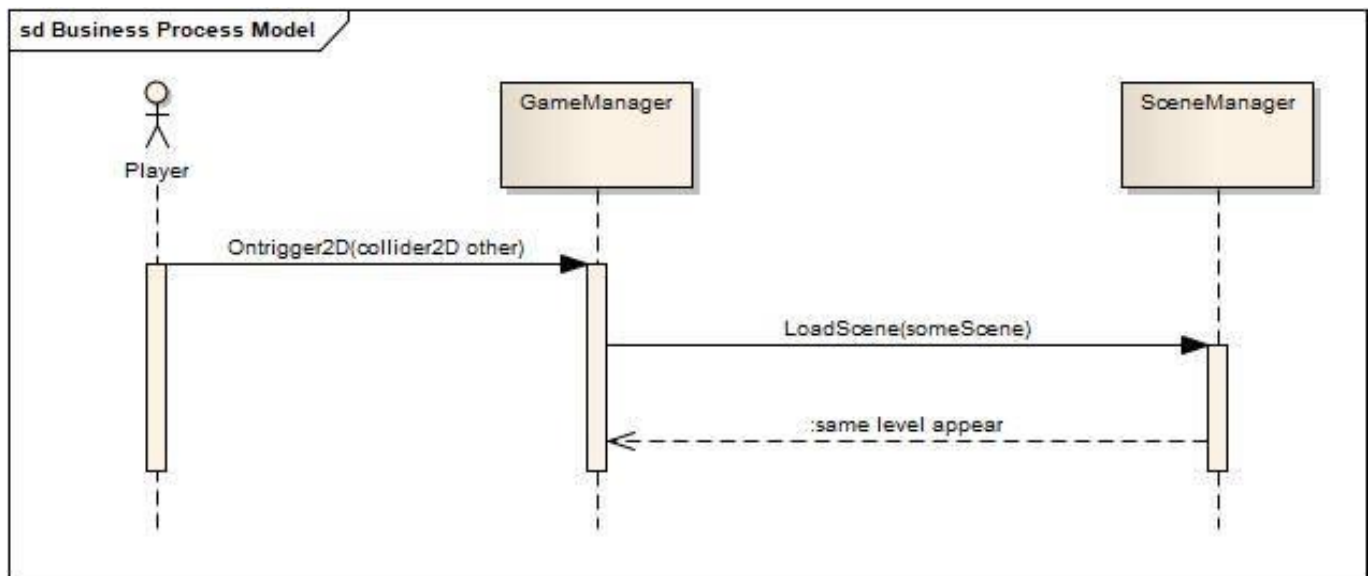 sd Business Process Model
GameManager
SceneManager
Player
Ontrigger2D(collider2D other)
LoadScene(someScene)
:same level appear